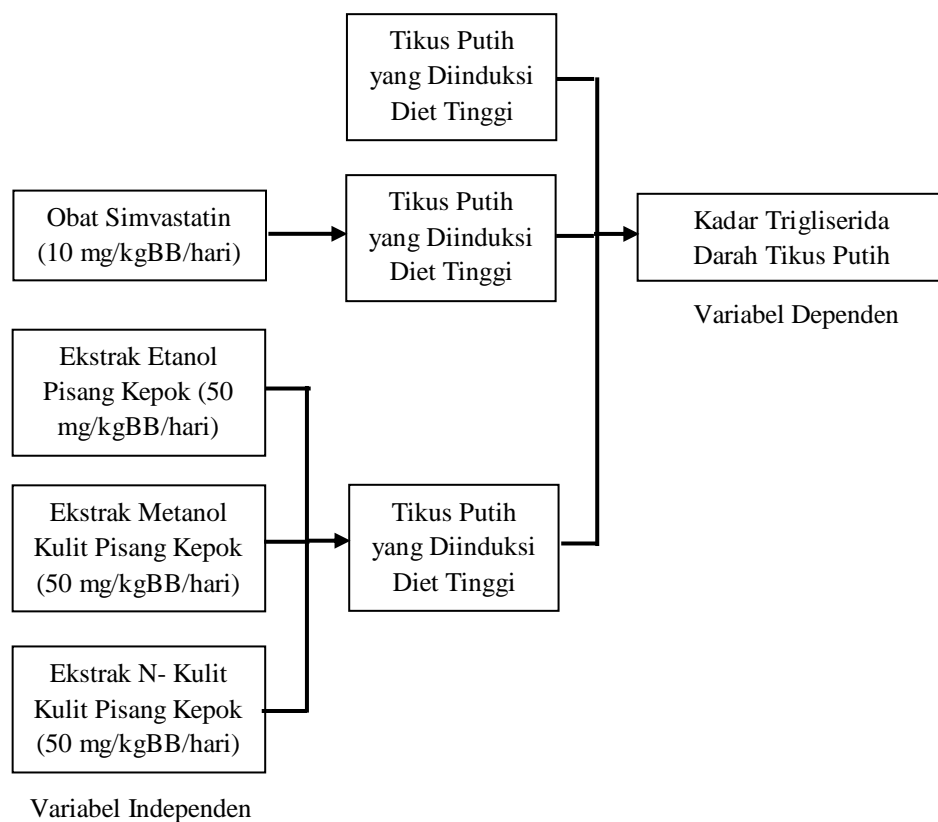 Tikus Putih
yang Diinduksi
Diet Tinggi
Obat Simvastatin
(10 mg/kgBB/hari)
Tikus Putih
yang Diinduksi
Diet Tinggi
Kadar Trigliserida
Darah Tikus Putih
Variabel Dependen
Ekstrak Etanol
Pisang Kepok (50
mg/kgBB/hari)
Ekstrak Metanol
Kulit Pisang Kepok
(50 mg/kgBB/hari)
Tikus Putih
yang Diinduksi
Diet Tinggi
Ekstrak N- Kulit
Kulit Pisang Kepok
(50 mg/kgBB/hari)
Variabel Independen